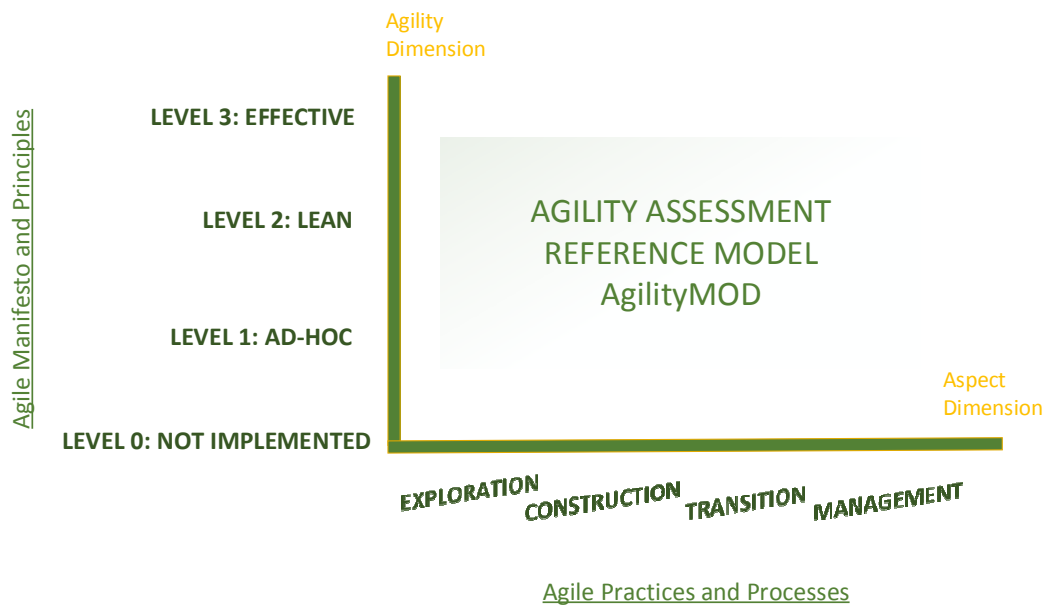 Agility
Dimension
Agile Manifesto and Principles
LEVEL 3: EFFECTIVE
LEVEL 2: LEAN
LEVEL 1: AD-HOC
LEVEL 0: NOT IMPLEMENTED
AGILITY ASSESSMENT
REFERENCE MODEL
AgilityMOD
Aspect
Dimension
EXPLORATION
CONSTRUCTION
TRANSITION
MANAGEMENT
Agile Practices and Processes